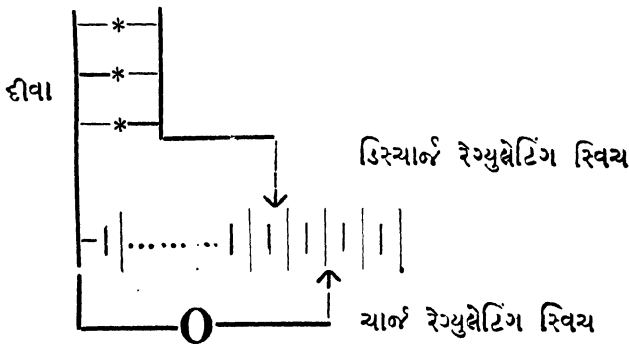 દીવા
ડિસ્ચાર્જ રેગ્યુલેટિંગ સ્વિચ
ચાર્જ રેગ્યુલેટિંગ સ્વિચ